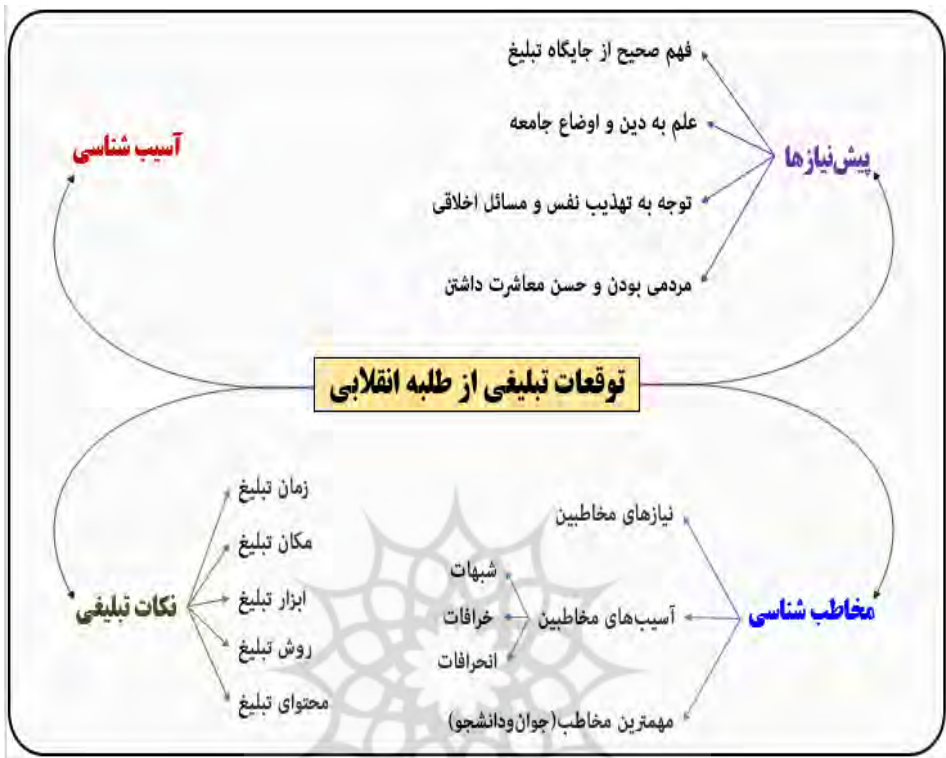 فهم صحیح از جایگاه تبلیغ
علم به دین و اوضاع جامعه
پیش‌نیازها
آسیب شناسی
توجه به تهذیب نفس و مسائل اخلاقی
مردمی بودن و حسن معاشرت داشتن
توقعات تبلیغی از طلبه انقلابی
نیازهای مخاطبین
آسیب‌های مخاطبین
شبهات
خرافات
انحرافات
مخاطب شناسی
مهمترین مخاطب(جوان‌ودانشجو)
زمان تبلیغ
مکان تبلیغ
ابزار تبلیغ
روش تبلیغ
محتوای تبلیغ
نکات تبلیغی